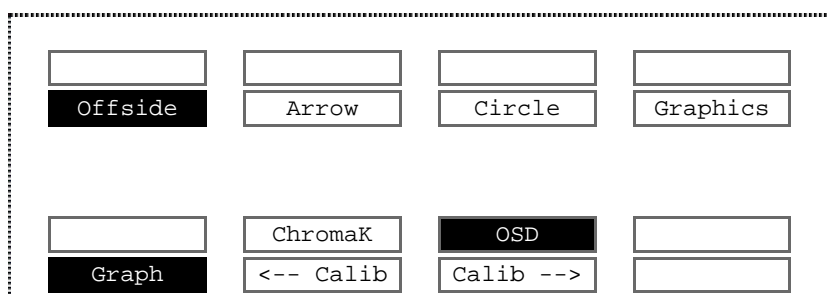 Offside Arrow Circle Graphics
ChromaK OSD
Graph <-- Calib Calib -->